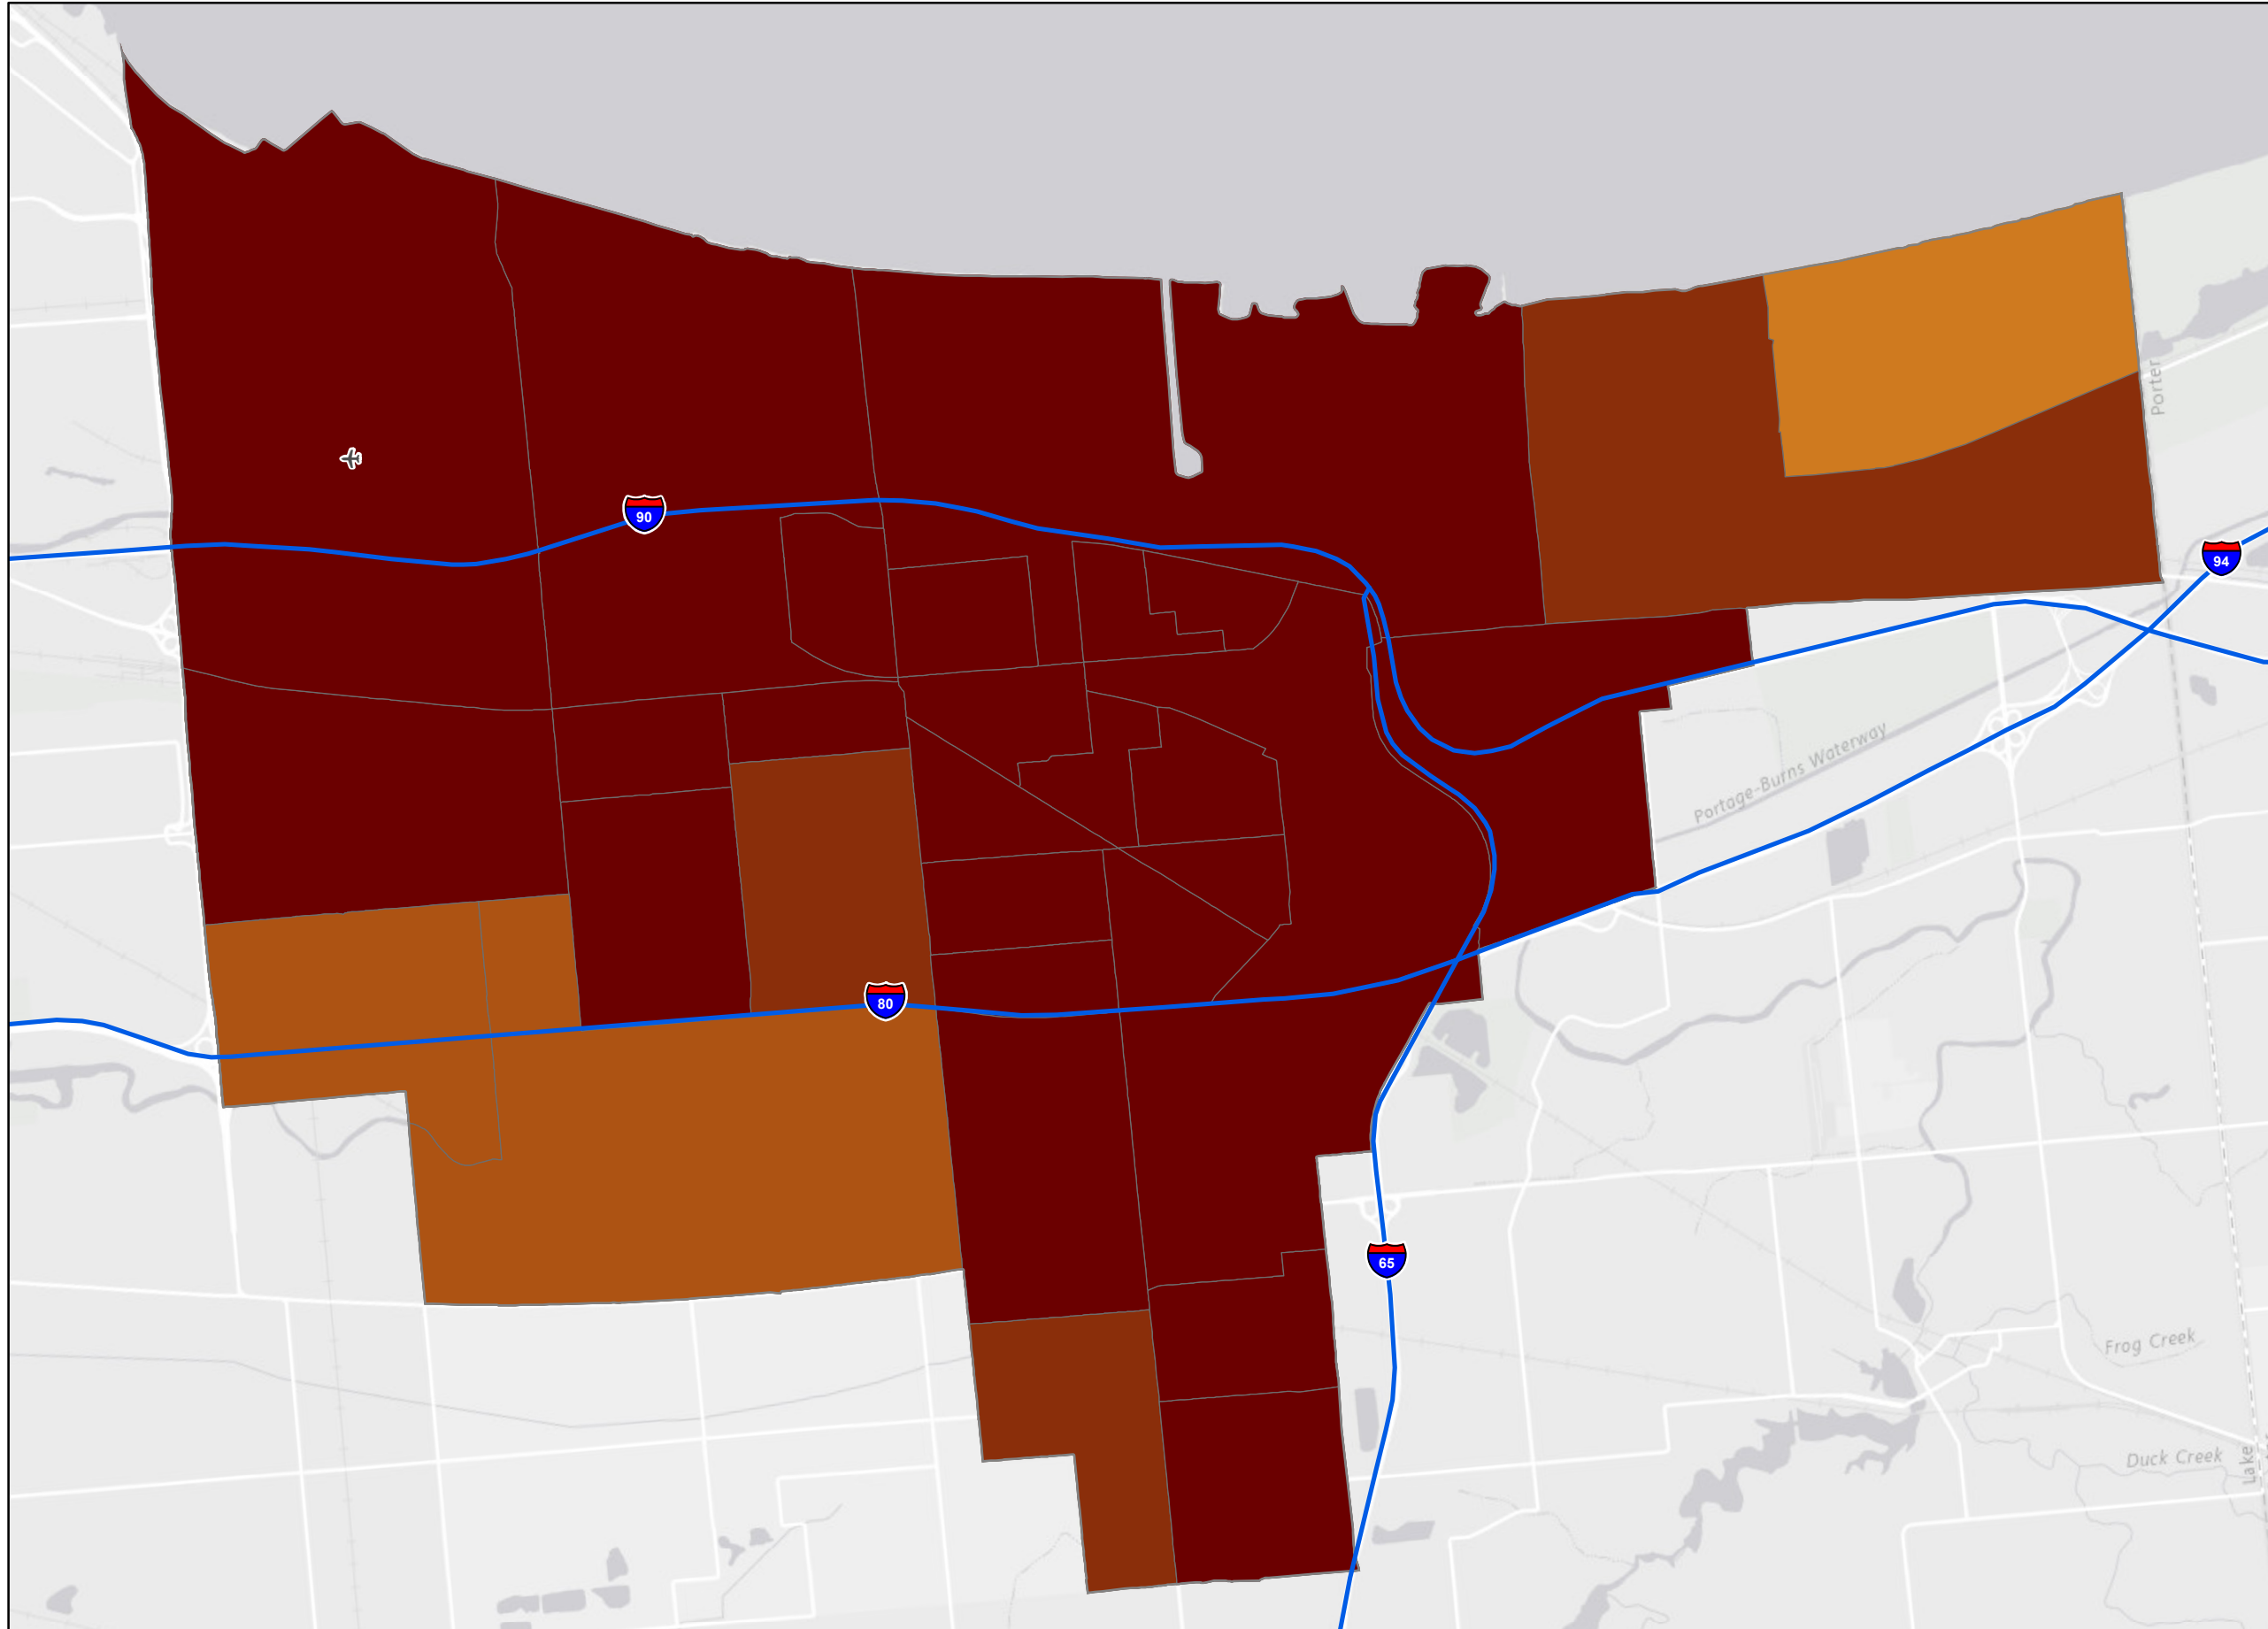 Porter
90
94
Portage-Burns Waterway
80
65
Frog Creek
Duck Creek
Lake